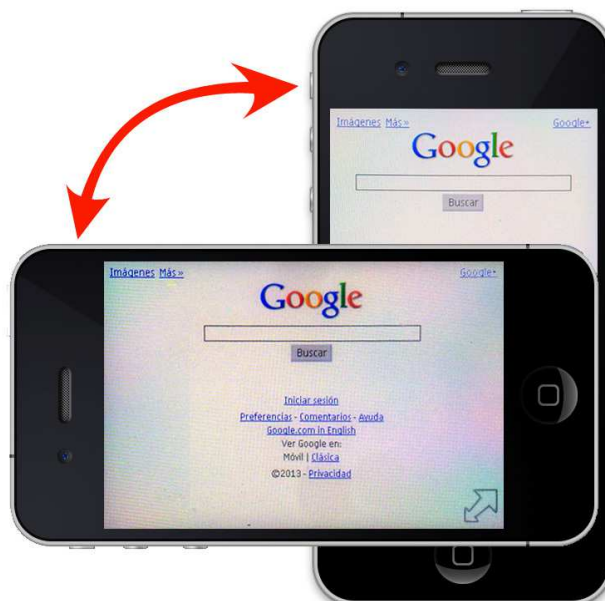 Imágenes Más »
Google+
Google
Buscar
Imágenes Más »
Google+
Google
Buscar
Iniciar sesión
Preferencias - Comentarios - Ayuda
Google.com in English
Ver Google en:
Móvil | Clásica
©2013 - Privacidad